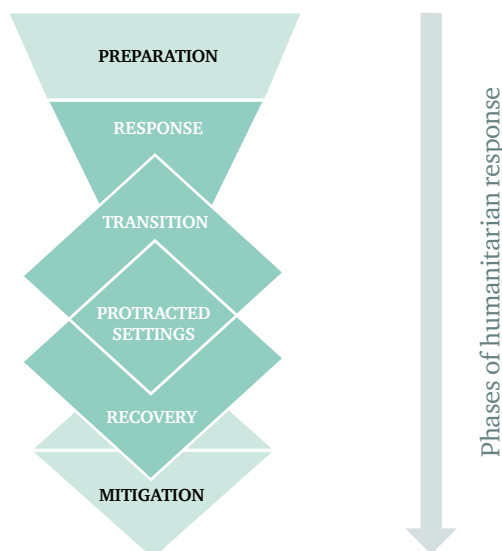 PREPARATION
RESPONSE
TRANSITION
PROTRACTED
SETTINGS
RECOVERY
MITIGATION
Phases of humanitarian response